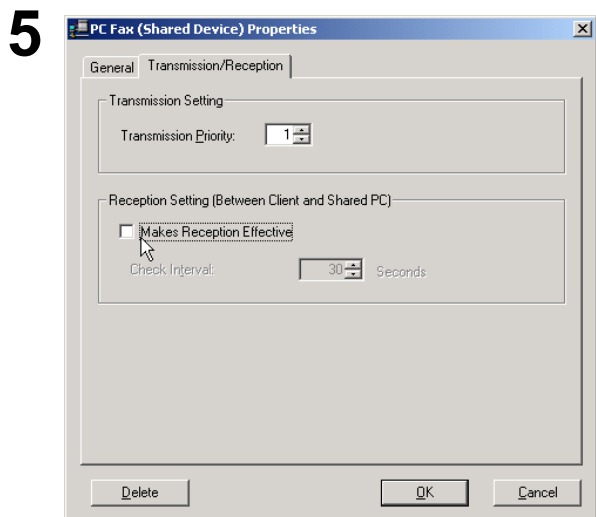 5
PC Fax (Shared Device) Properties
General Transmission/Reception
Transmission Setting
Transmission Priority: 1
Reception Setting (Between Client and Shared PC)
Makes Reception Effective
Check Interval: 30 Seconds
Delete OK Cancel